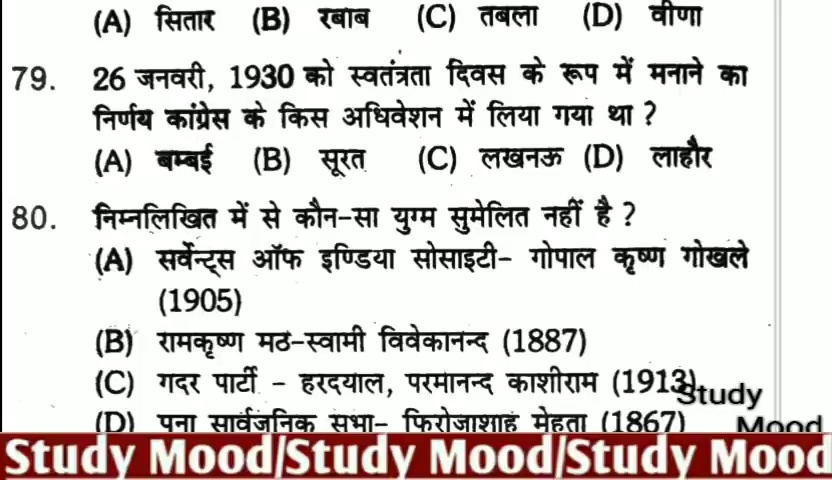 (A) सितार (B) रबाब (C) तबला (D) वीणा
79. 26 जनवरी, 1930 को स्वतंत्रता दिवस के रूप में मनाने का
निर्णय कांग्रेस के किस अधिवेशन में लिया गया था ?
(A) बम्बई (B) सूरत (C) लखनऊ (D) लाहौर
80. निम्नलिखित में से कौन-सा युग्म सुमेलित नहीं है ?
(A) सर्वेन्ट्स ऑफ इण्डिया सोसाइटी- गोपाल कृष्ण गोखले
(1905)
(B) रामकृष्ण मठ-स्वामी विवेकानन्द (1887)
(C) गदर पार्टी - हरदयाल, परमानन्द काशीराम (1913)
Study
(D) पूना सार्वजनिक सभा- फिरोजाशाह मेहता (1867)
Mood
Study Mood/Study Mood/Study Mood